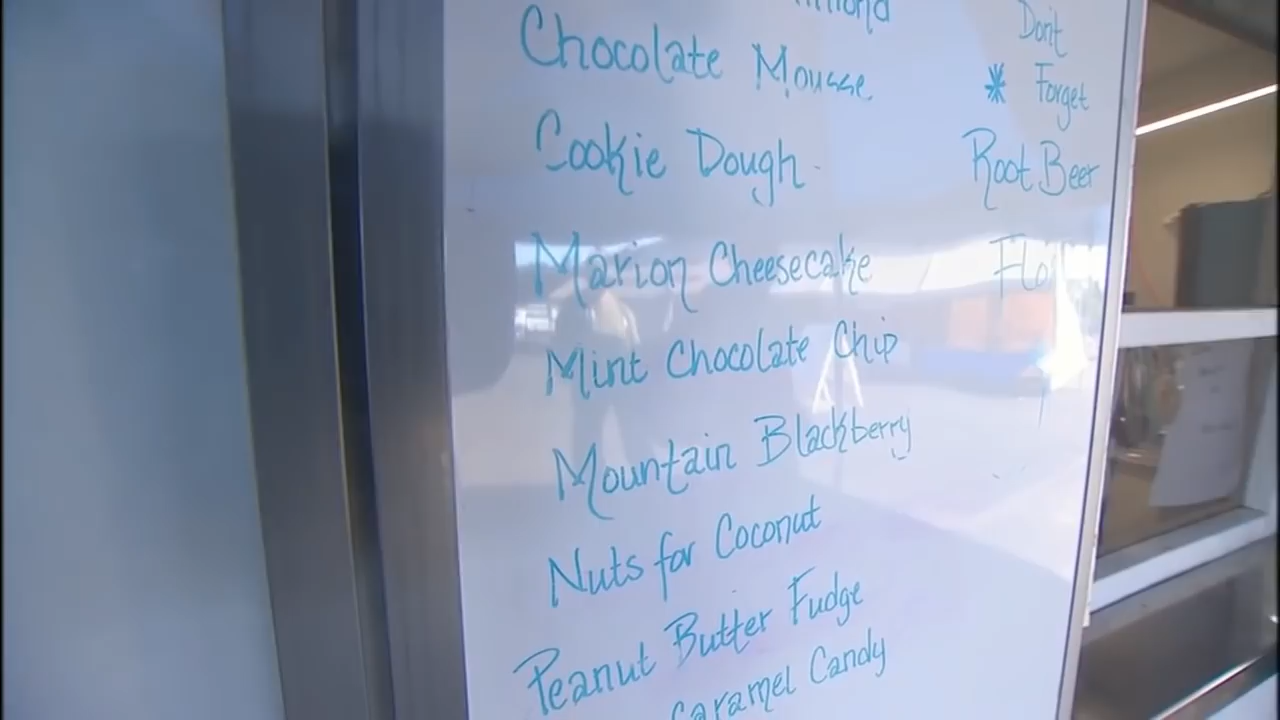 Chocolate Mousse
Cookie Dough
Marion Cheesecake
Mint Chocolate Chip
Mountain Blackberry
Nuts for Coconut
Peanut Butter Fudge
Caramel Candy
Don't
* Forget
Root Beer